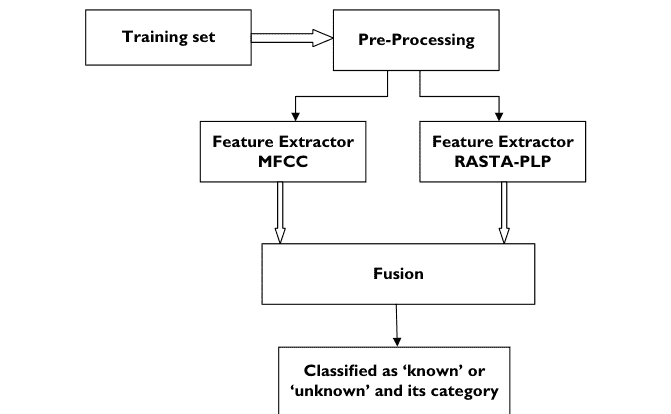 Training set
Pre-Processing
Feature Extractor
MFCC
Feature Extractor
RASTA-PLP
Fusion
Classified as ‘known’ or
‘unknown’ and its category